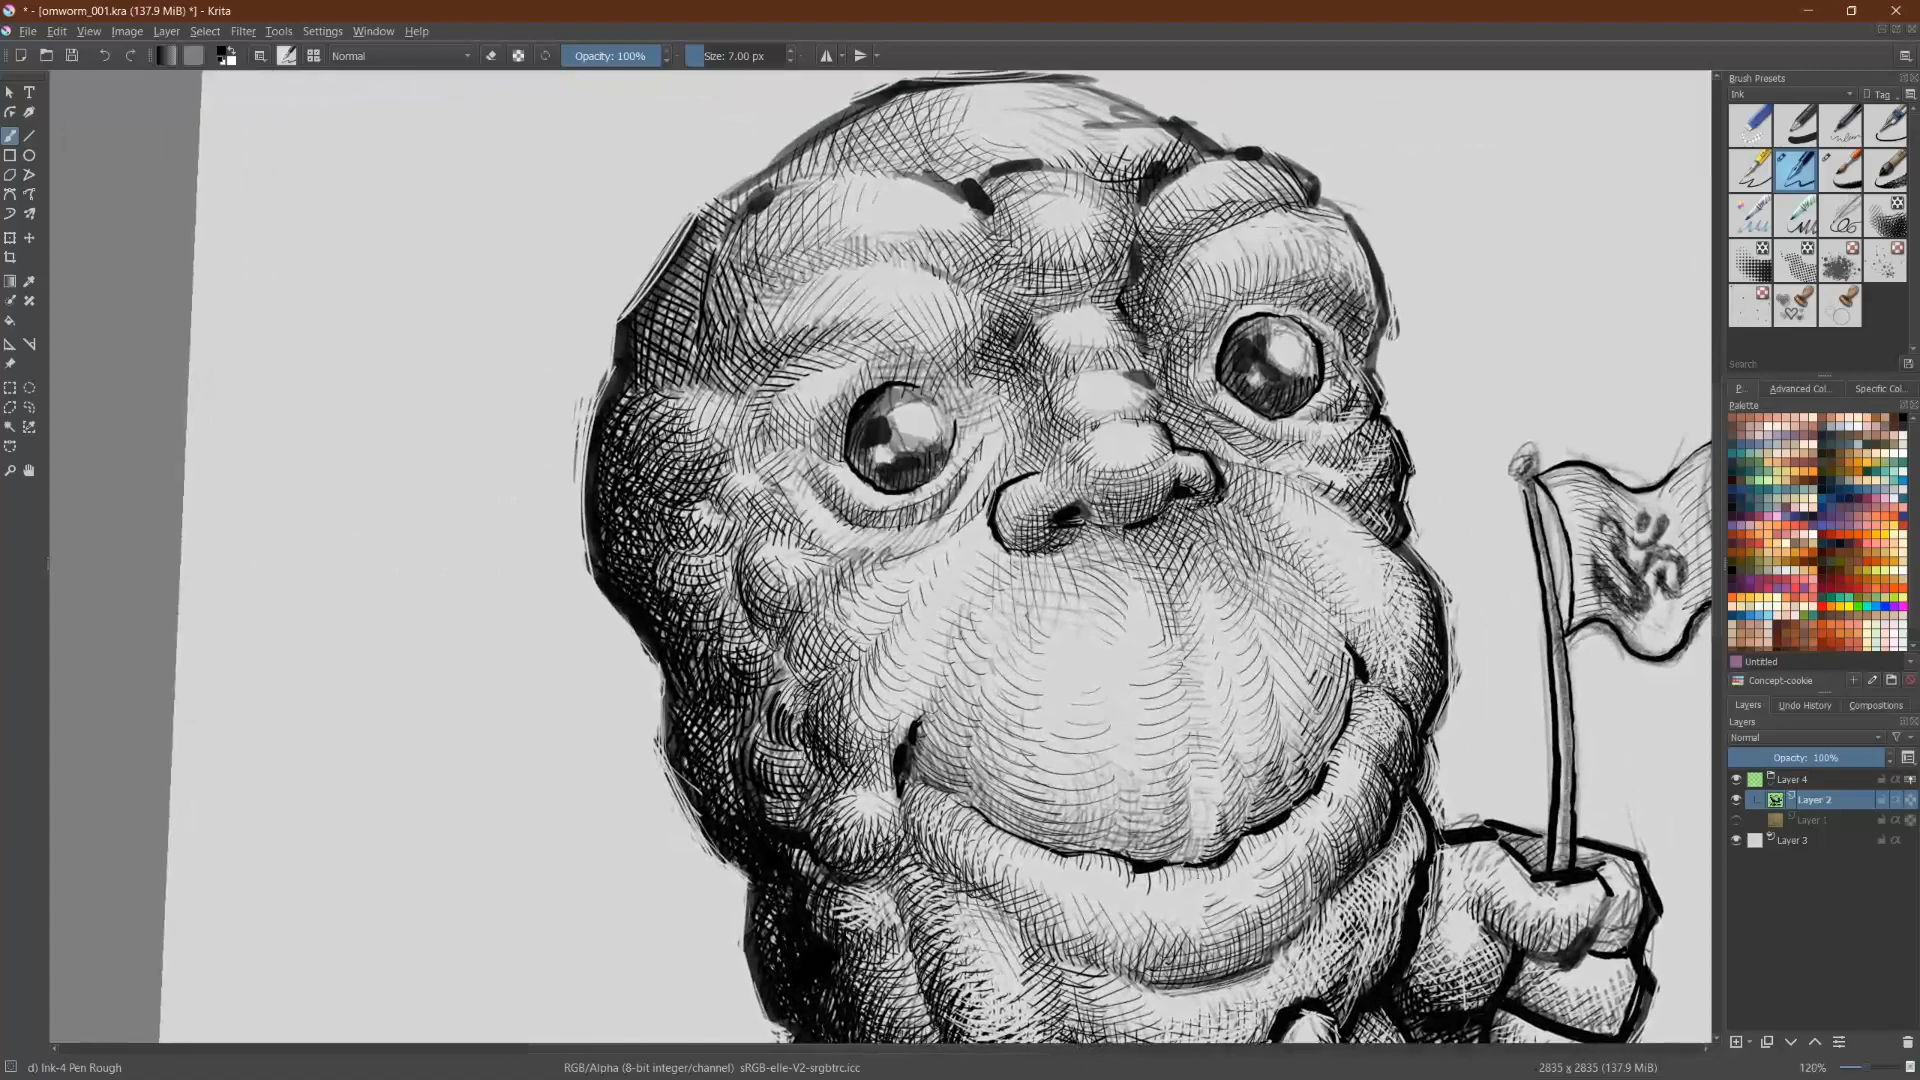 * - [omworm_001.kra (137.9 MiB) *] - Krita
File Edit View Image Layer Select Filter Tools Settings Window Help
Normal Opacity: 100% Size: 7.00 px
Brush Presets
Ink Tag
Search
P... Advanced Col... Specific Col...
Palette
Untitled
Concept-cookie
Layers Undo History Compositions
Layers
Normal
Opacity: 100%
Layer 4
Layer 2
Layer 1
Layer 3
ॐ
d) Ink-4 Pen Rough RGB/Alpha (8-bit integer/channel) sRGB-elle-V2-srgbtrc.icc 2835 x 2835 (137.9 MiB) 120%